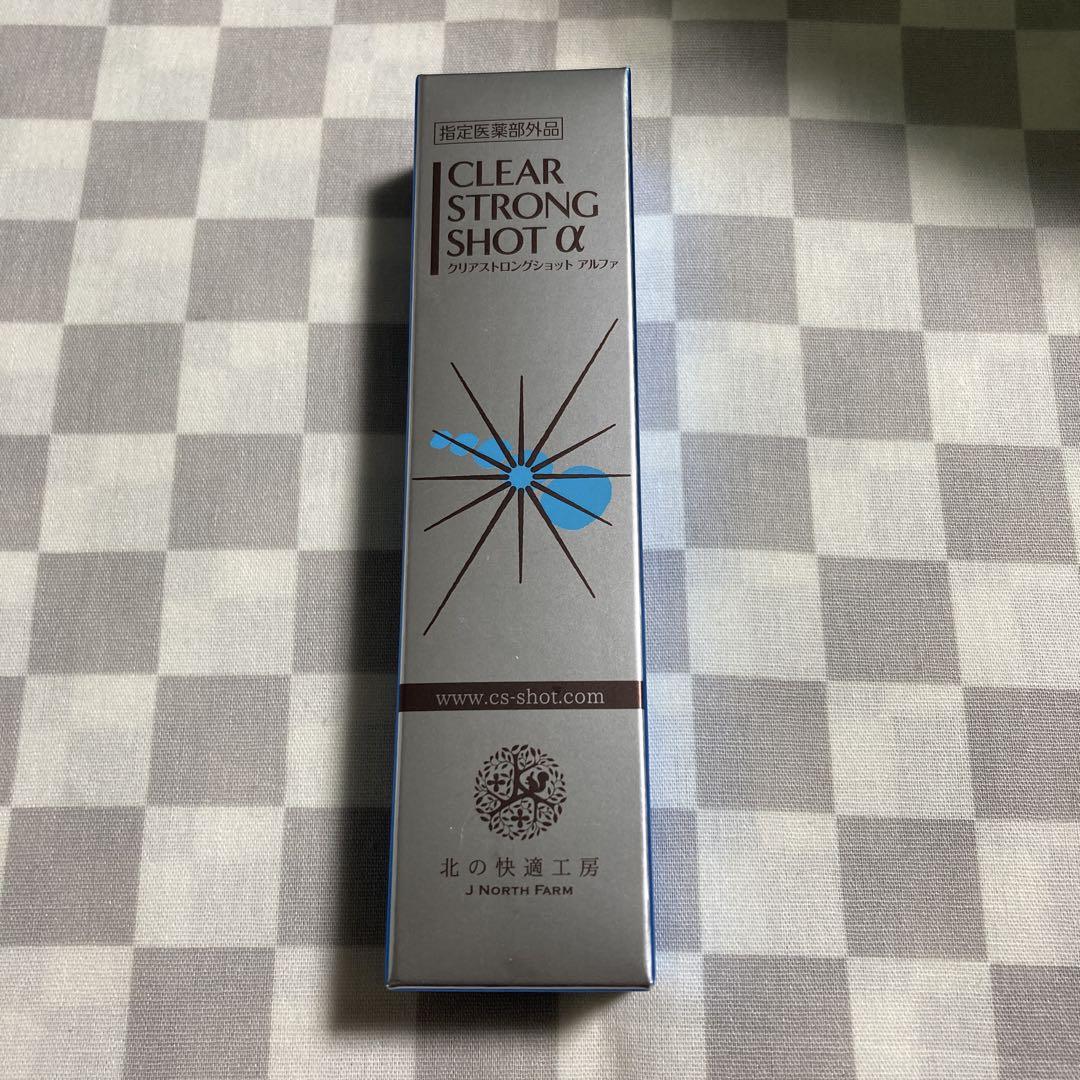 指定医薬部外品
CLEAR
STRONG
SHOT α
クリアストロングショット アルファ
www.cs-shot.com
北の快適工房
J NORTH FARM